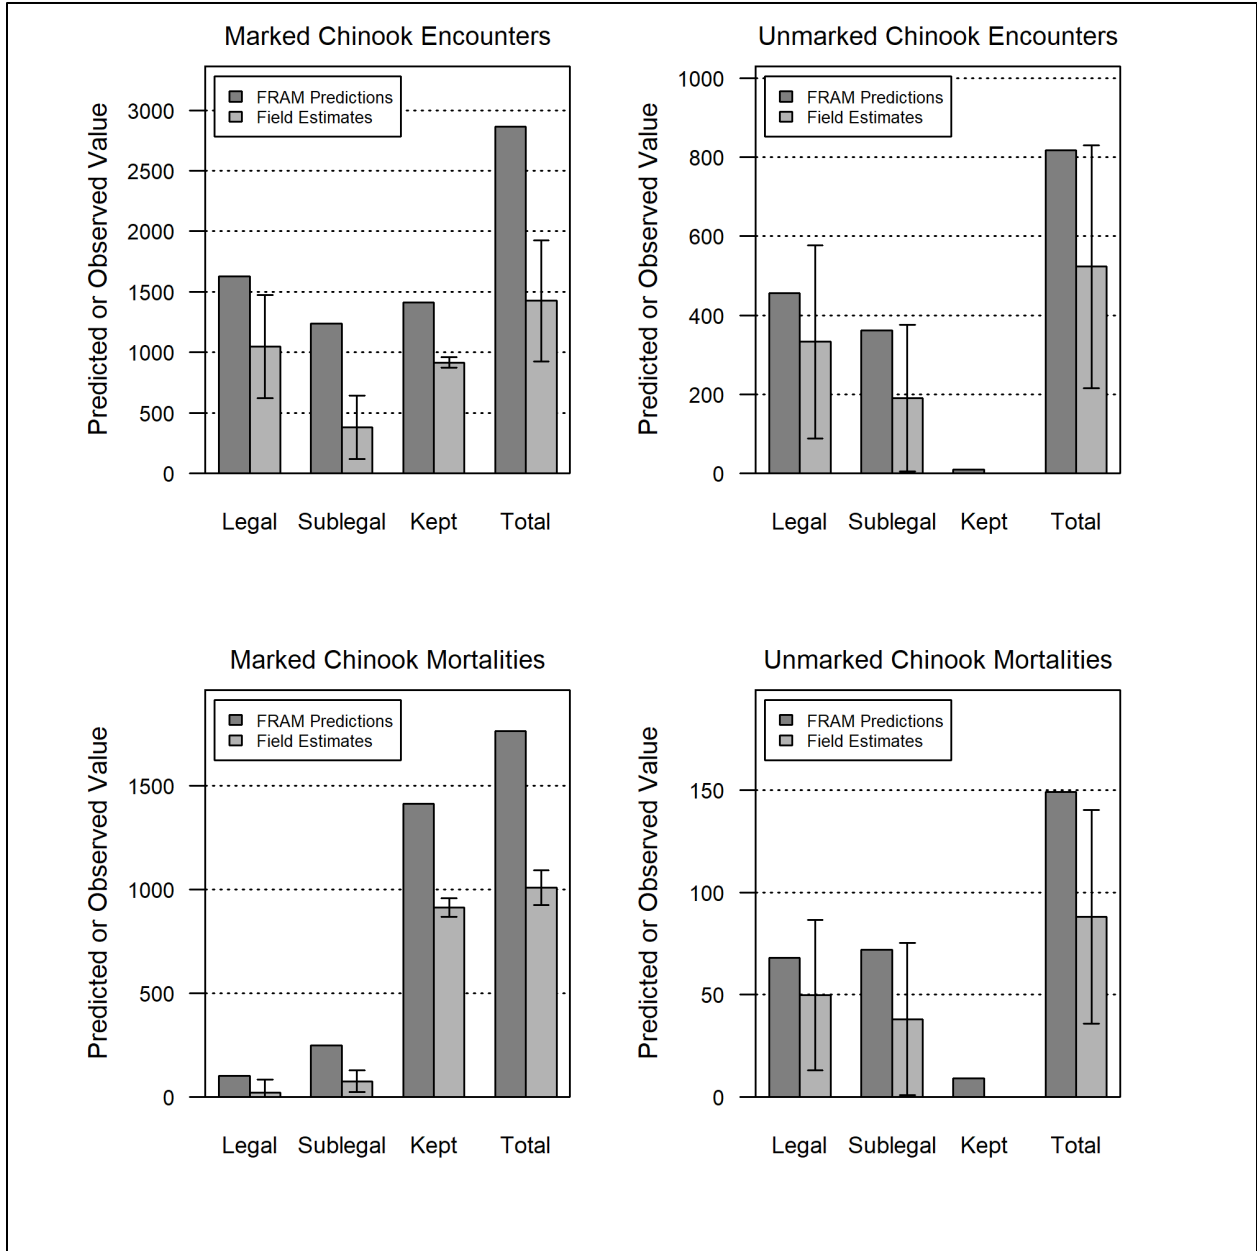 Marked Chinook Encounters
Predicted or Observed Value
3000
2500
2000
1500
1000
500
0
FRAM Predictions
Field Estimates
Legal Sublegal Kept Total
Unmarked Chinook Encounters
Predicted or Observed Value
1000
800
600
400
200
0
FRAM Predictions
Field Estimates
Legal Sublegal Kept Total
Marked Chinook Mortalities
Predicted or Observed Value
1500
1000
500
0
FRAM Predictions
Field Estimates
Legal Sublegal Kept Total
Unmarked Chinook Mortalities
Predicted or Observed Value
150
100
50
0
FRAM Predictions
Field Estimates
Legal Sublegal Kept Total